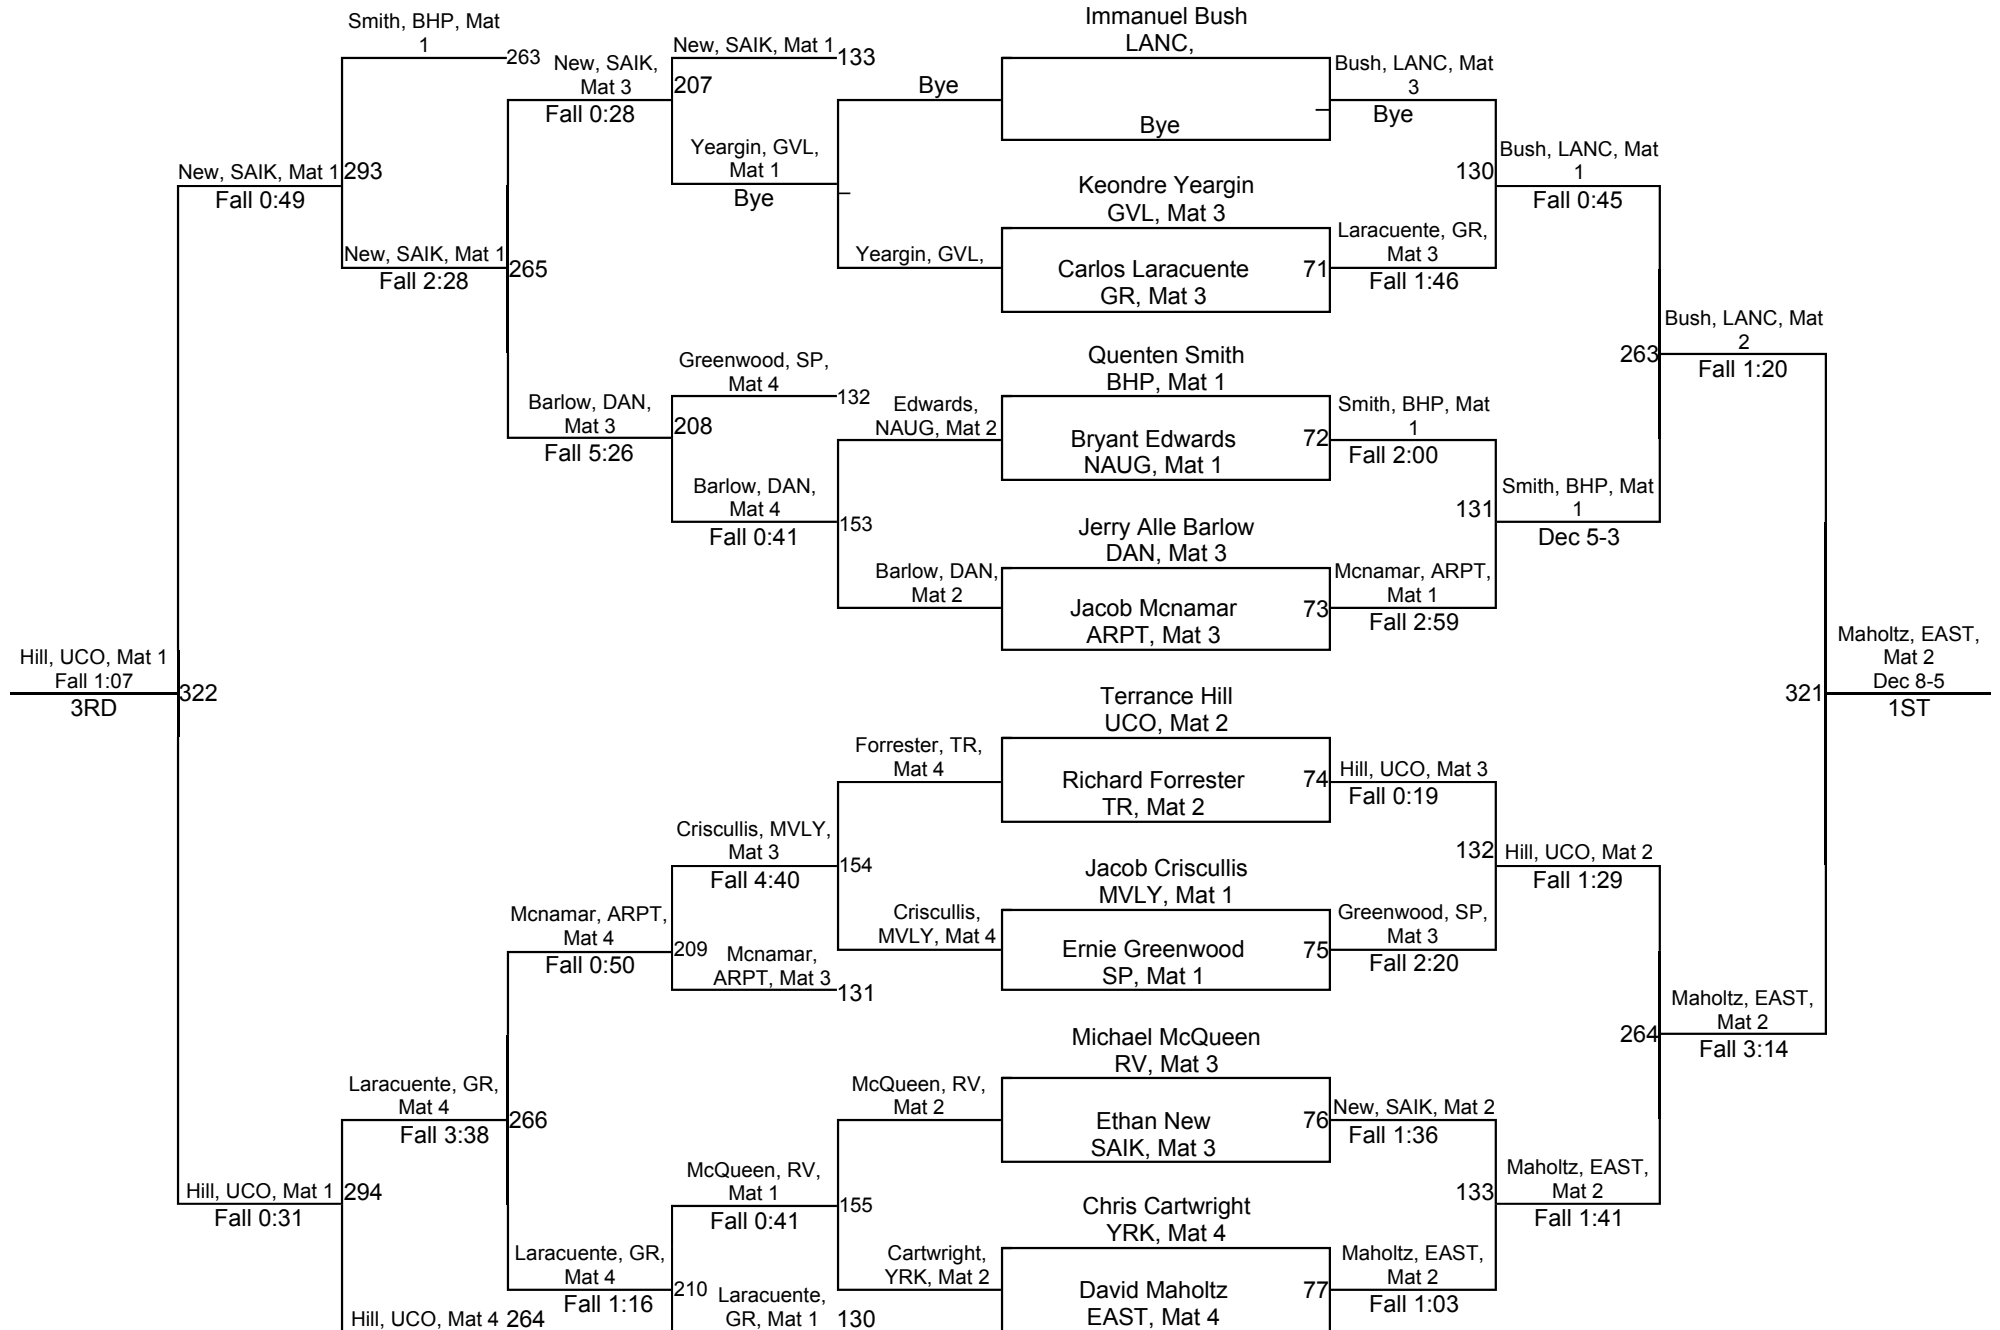 Immanuel Bush
LANC,
Bye
Keondre Yeargin
GVL, Mat 3
Carlos Laracuente
GR, Mat 3
71
Quenten Smith
BHP, Mat 1
Bryant Edwards
NAUG, Mat 1
72
Jerry Alle Barlow
DAN, Mat 3
Jacob Mcnamar
ARPT, Mat 3
73
Terrance Hill
UCO, Mat 2
Richard Forrester
TR, Mat 2
74
Jacob Criscullis
MVLY, Mat 1
Ernie Greenwood
SP, Mat 1
75
Michael McQueen
RV, Mat 3
Ethan New
SAIK, Mat 3
76
Chris Cartwright
YRK, Mat 4
David Maholtz
EAST, Mat 4
77
Bush, LANC, Mat
3
Bye
130
Laracuente, GR,
Mat 3
Fall 1:46
Smith, BHP, Mat
1
Fall 2:00
131
Mcnamar, ARPT,
Mat 1
Fall 2:59
Hill, UCO, Mat 3
Fall 0:19
132
Greenwood, SP,
Mat 3
Fall 2:20
New, SAIK, Mat 2
Fall 1:36
133
Maholtz, EAST,
Mat 2
Fall 1:03
Bush, LANC, Mat
1
Fall 0:45
263
Smith, BHP, Mat
1
Dec 5-3
Hill, UCO, Mat 2
Fall 1:29
264
Maholtz, EAST,
Mat 2
Fall 1:41
Bush, LANC, Mat
2
Fall 1:20
321
Maholtz, EAST,
Mat 2
Fall 3:14
Maholtz, EAST,
Mat 2
Dec 8-5
1ST
Bye
Yeargin, GVL,
Edwards,
NAUG, Mat 2
153
Barlow, DAN,
Mat 2
Forrester, TR,
Mat 4
154
Criscullis,
MVLY, Mat 4
McQueen, RV,
Mat 2
155
Cartwright,
YRK, Mat 2
New, SAIK, Mat 1
133
207
Yeargin, GVL,
Mat 1
Bye
Greenwood, SP,
Mat 4
132
208
Barlow, DAN,
Mat 4
Fall 0:41
Criscullis, MVLY,
Mat 3
Fall 4:40
209
Mcnamar,
ARPT, Mat 3
131
McQueen, RV,
Mat 1
Fall 0:41
210
Laracuente,
GR, Mat 1
130
New, SAIK,
Mat 3
Fall 0:28
265
Barlow, DAN,
Mat 3
Fall 5:26
Mcnamar, ARPT,
Mat 4
Fall 0:50
266
Laracuente, GR,
Mat 4
Fall 1:16
Smith, BHP, Mat
1
263
293
New, SAIK, Mat 1
Fall 2:28
Laracuente, GR,
Mat 4
Fall 3:38
294
Hill, UCO, Mat 4
264
New, SAIK, Mat 1
Fall 0:49
322
Hill, UCO, Mat 1
Fall 0:31
Hill, UCO, Mat 1
Fall 1:07
3RD